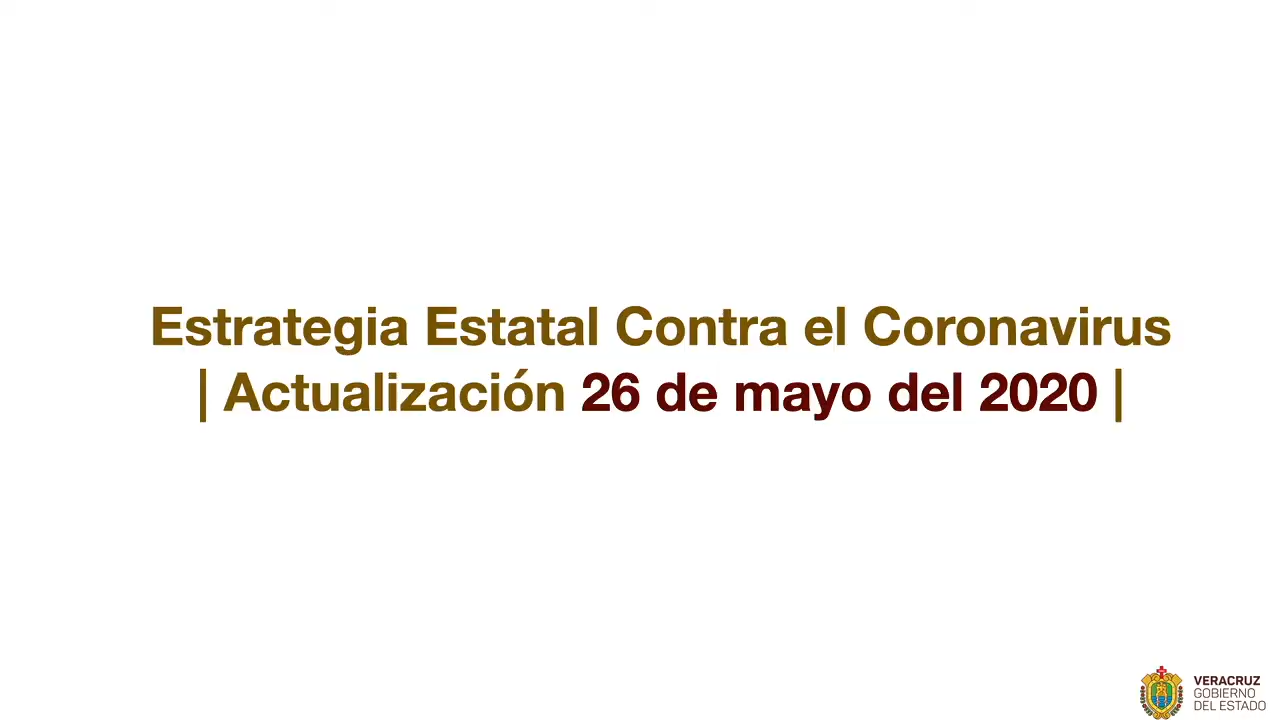 Estrategia Estatal Contra el Coronavirus
| Actualización 26 de mayo del 2020 |
VERACRUZ
GOBIERNO
DEL ESTADO